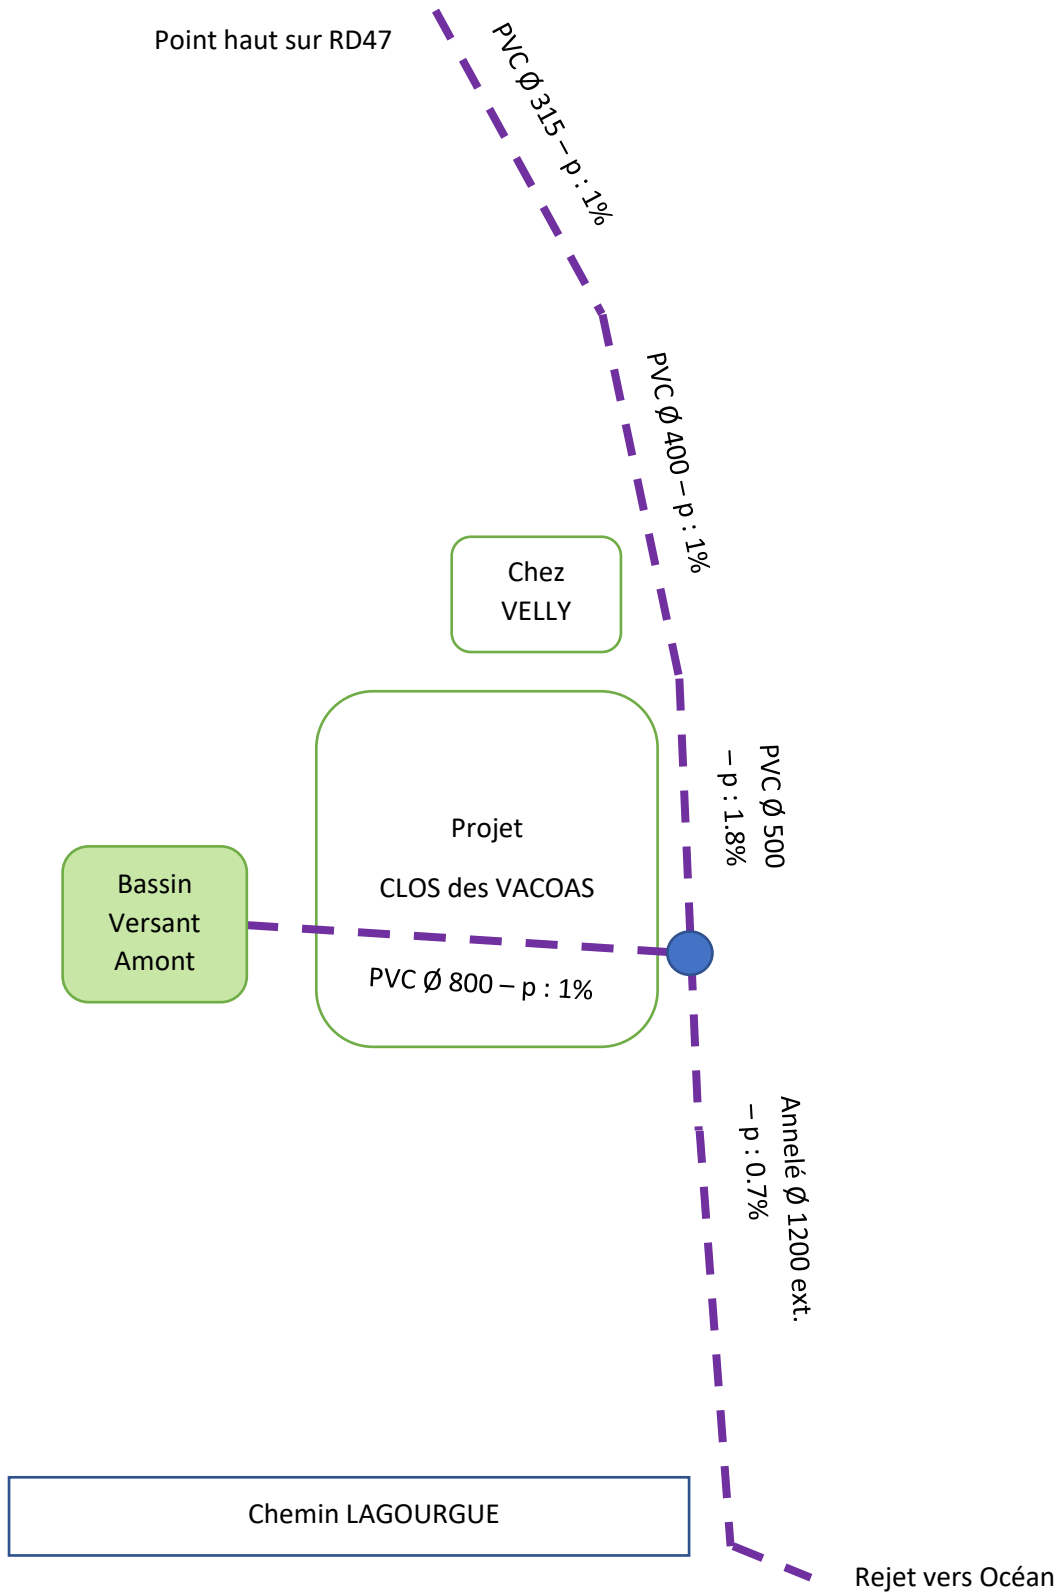 Point haut sur RD47
PVC Ø 315 – p : 1%
PVC Ø 400 – p : 1%
Chez
VELLY
PVC Ø 500
– p : 1.8%
Projet
CLOS des VACOAS
Bassin
Versant
Amont
PVC Ø 800 – p : 1%
Annelé Ø 1200 ext.
– p : 0.7%
Chemin LAGOURGUE
Rejet vers Océan